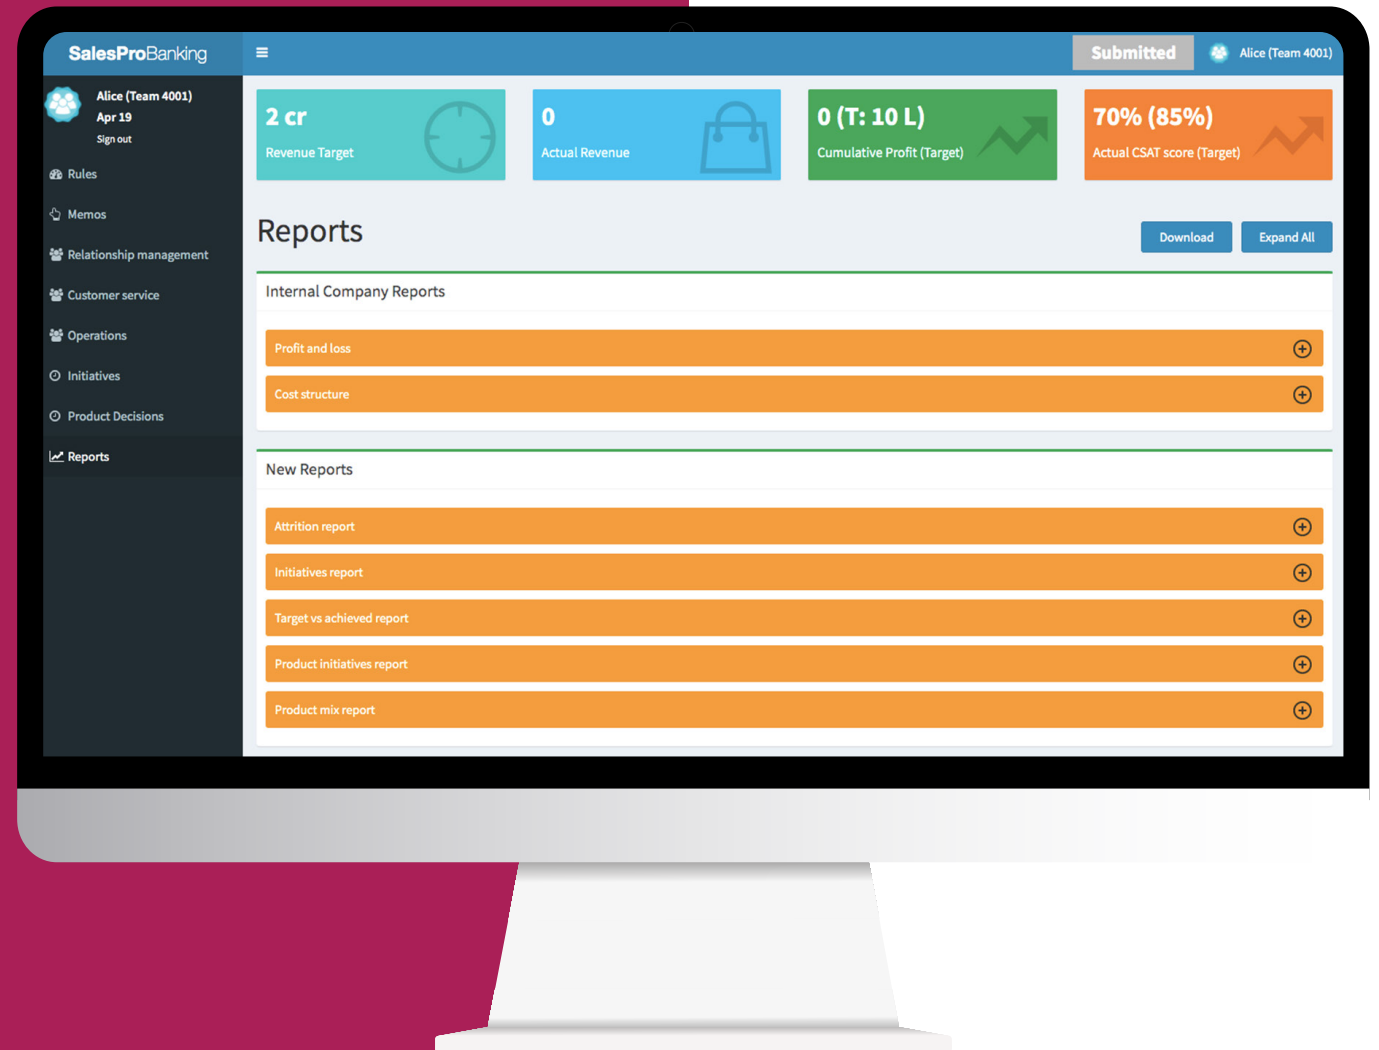 SalesProBanking
Submitted
Alice (Team 4001)
Alice (Team 4001)
Apr 19
Sign out
Rules
Memos
Relationship management
Customer service
Operations
Initiatives
Product Decisions
Reports
2 cr
Revenue Target
0
Actual Revenue
0 (T: 10 L)
Cumulative Profit (Target)
70% (85%)
Actual CSAT score (Target)
Reports
Download
Expand All
Internal Company Reports
Profit and loss
Cost structure
New Reports
Attrition report
Initiatives report
Target vs achieved report
Product initiatives report
Product mix report